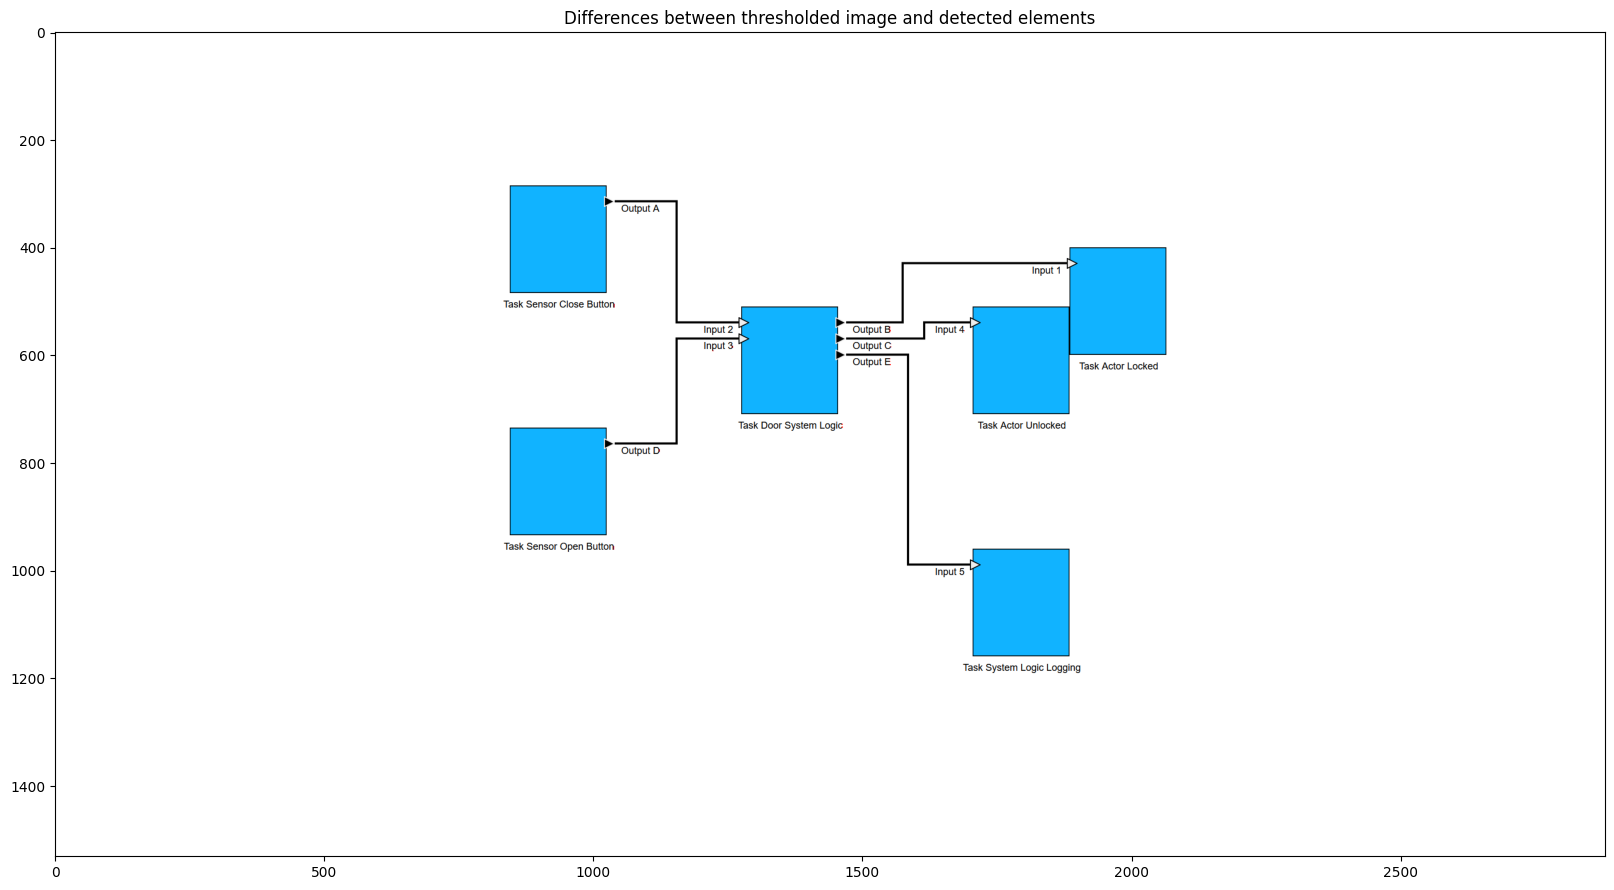 Differences between thresholded image and detected elements
0
200
400
600
800
1000
1200
1400
Output A
Task Sensor Close Button
Input 1
Input 2
Input 3
Output B
Output C
Output E
Input 4
Task Actor Locked
Task Door System Logic
Task Actor Unlocked
Output D
Task Sensor Open Button
Input 5
Task System Logic Logging
0
500
1000
1500
2000
2500